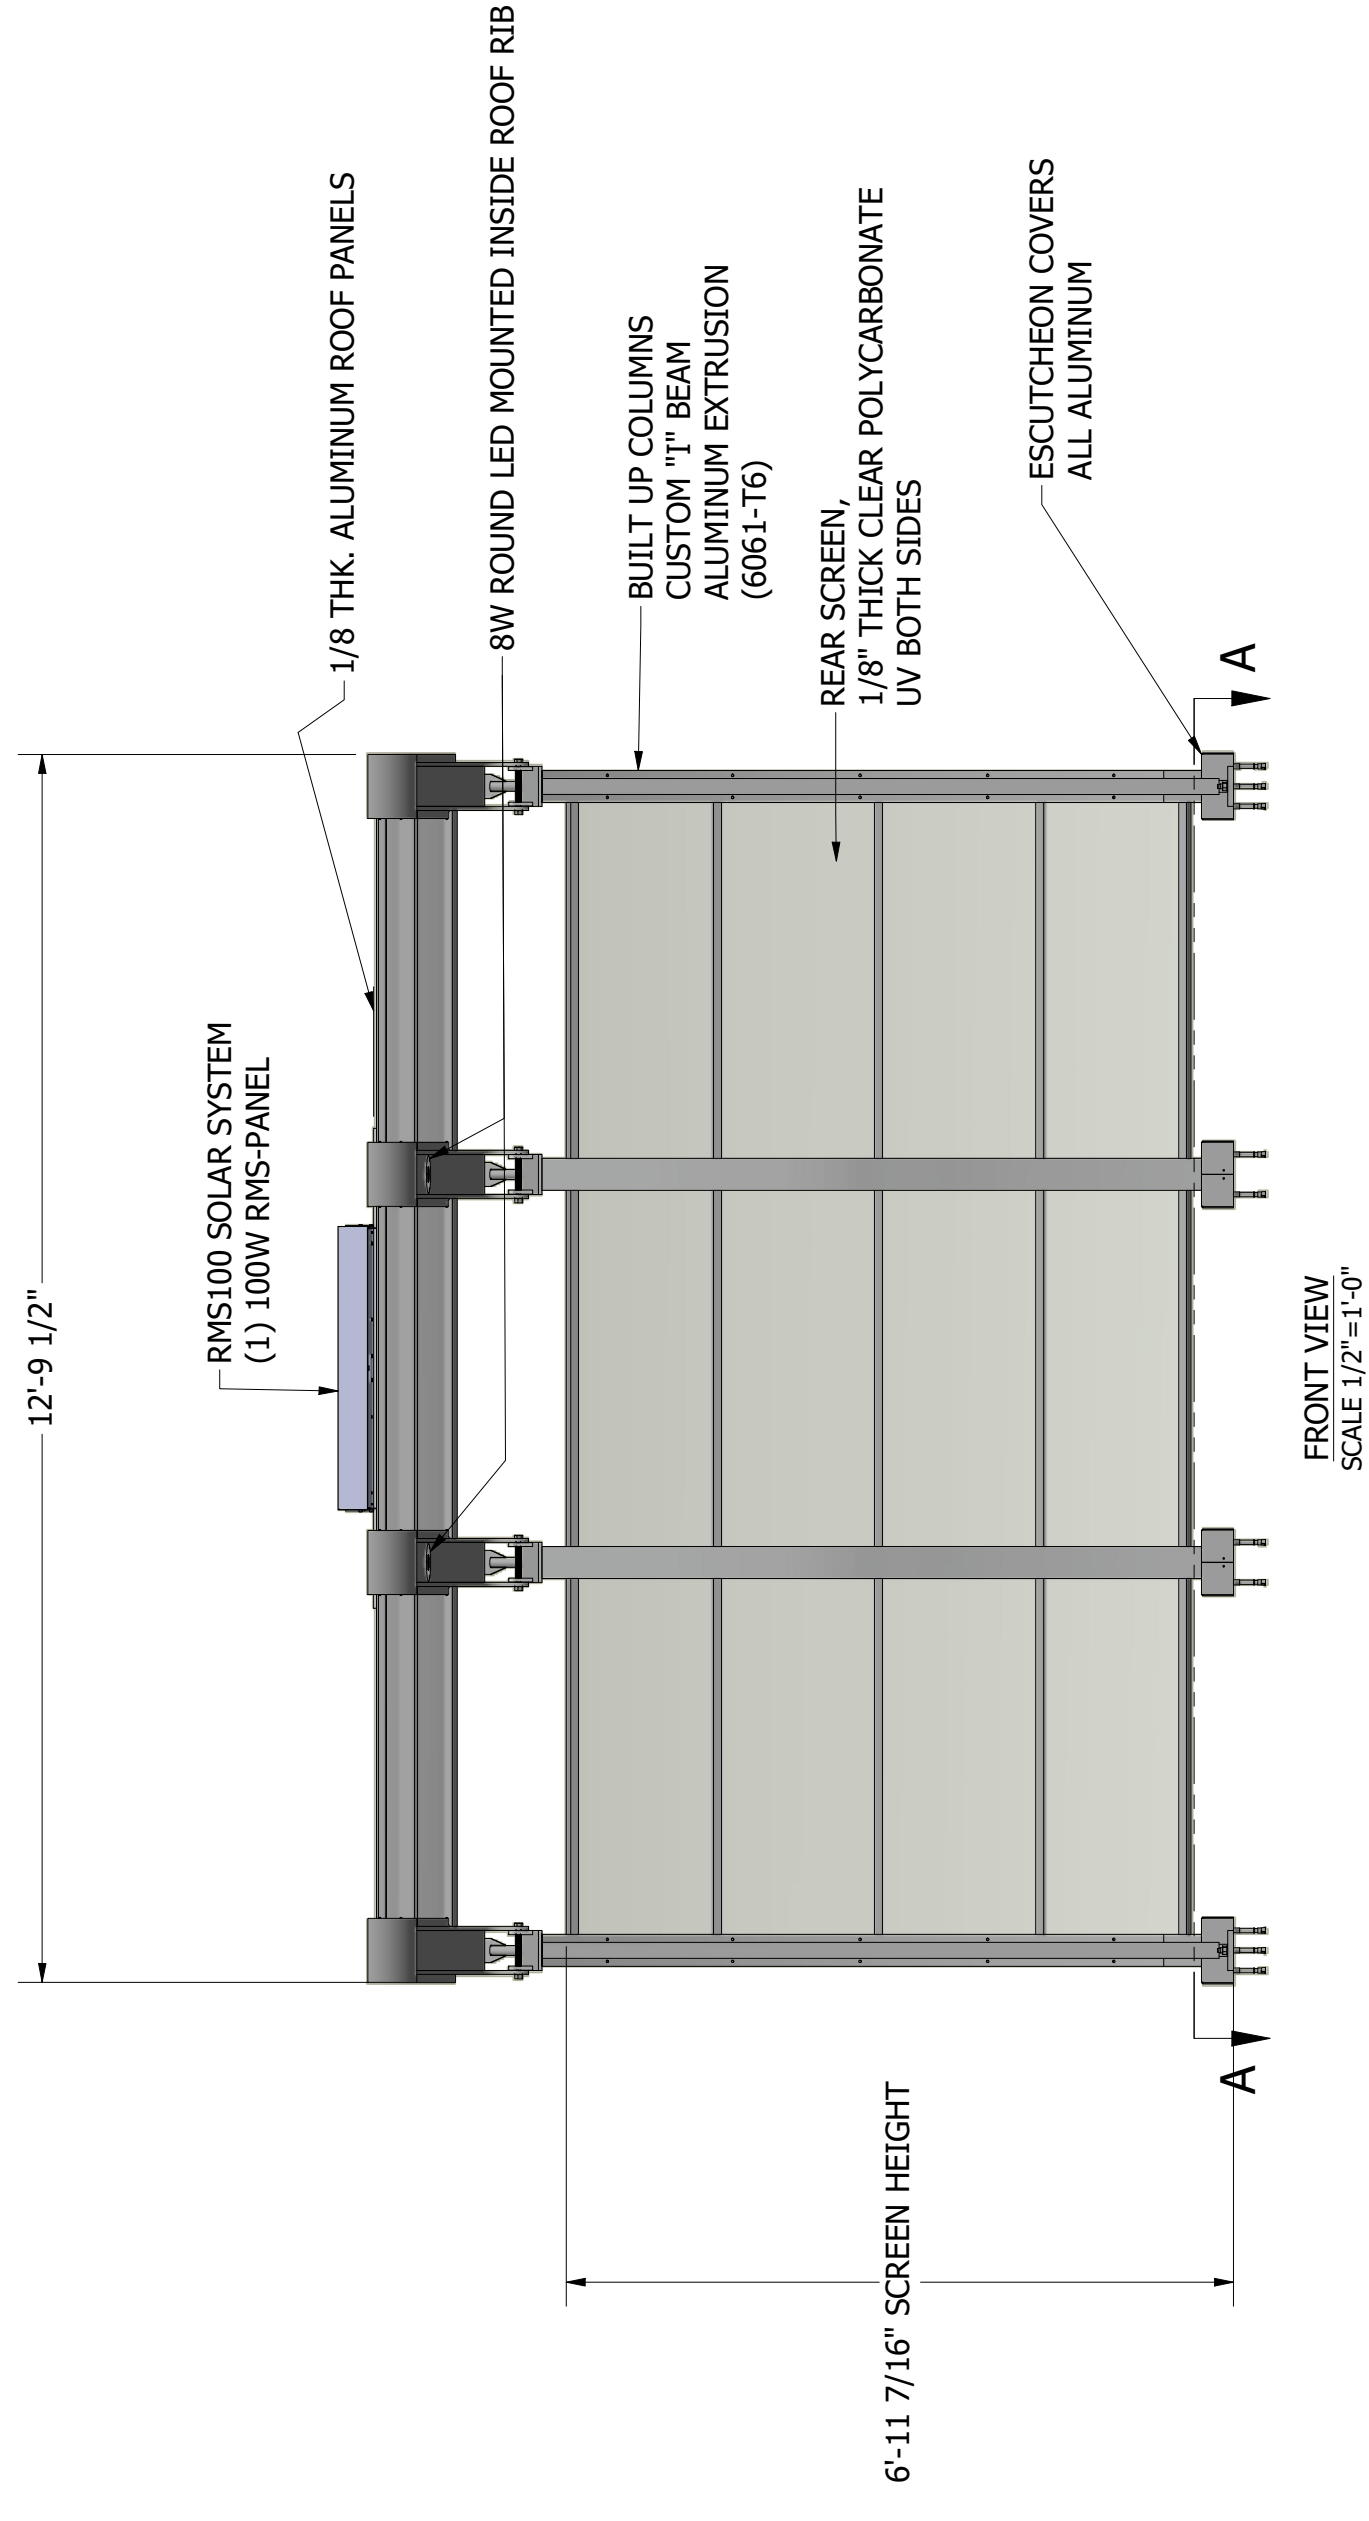 12'-9 1/2"
RMS100 SOLAR SYSTEM
(1) 100W RMS-PANEL
1/8 THK. ALUMINUM ROOF PANELS
8W ROUND LED MOUNTED INSIDE ROOF RIB
BUILT UP COLUMNS
CUSTOM "I" BEAM
ALUMINUM EXTRUSION
(6061-T6)
REAR SCREEN,
1/8" THICK CLEAR POLYCARBONATE
UV BOTH SIDES
6'-11 7/16" SCREEN HEIGHT
ESCUTCHEON COVERS
ALL ALUMINUM
A
A
FRONT VIEW
SCALE 1/2"=1'-0"